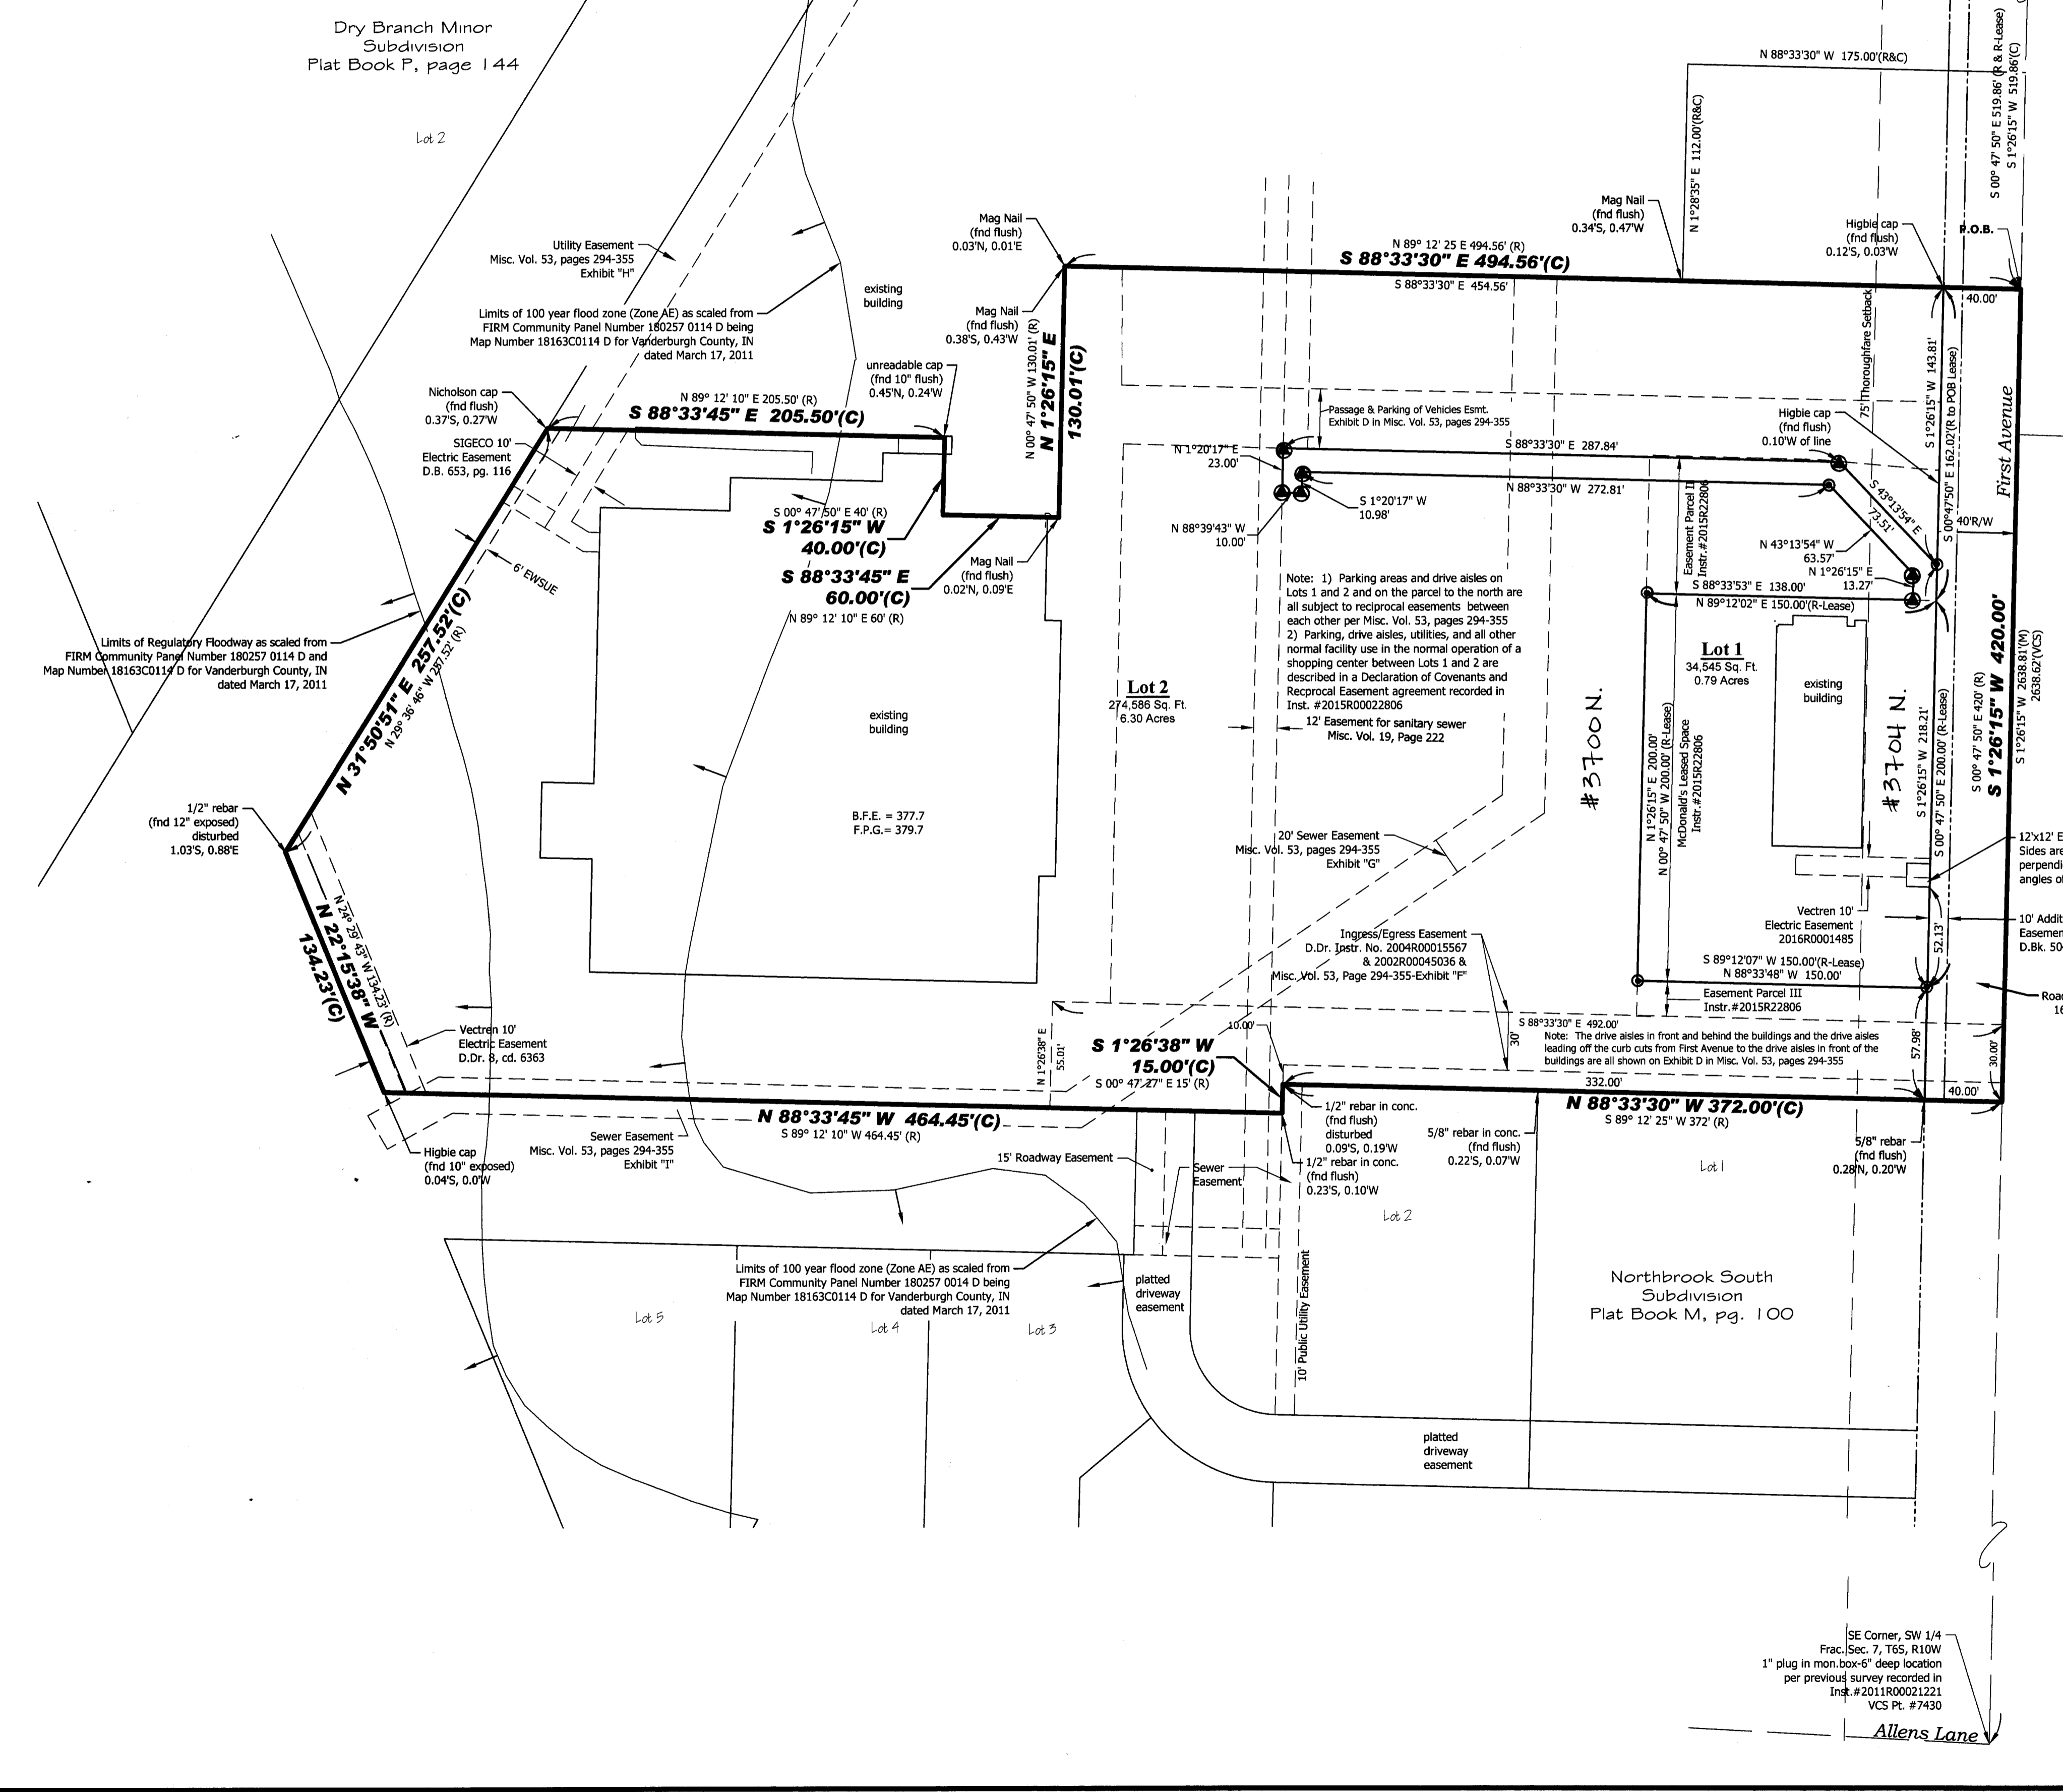 Dry Branch Minor
Subdivision
Plat Book P, page 144
Lot 2
N 88°33'30" W 175.00'(R&C)
N 1°28'35" E 112.00'(R&C)
S 00° 47' 50" E 519.86' (R & R-Lease)
S 1°26'15" W 519.86'(C)
Utility Easement
Misc. Vol. 53, pages 294-355
Exhibit "H"
Mag Nail
(fnd flush)
0.03'N, 0.01'E
Mag Nail
(fnd flush)
0.34'S, 0.47'W
Higbie cap
(fnd flush)
0.12'S, 0.03'W
P.O.B.
N 89° 12' 25 E 494.56' (R)
S 88°33'30" E 494.56'(C)
S 88°33'30" E 454.56'
40.00'
existing
building
Limits of 100 year flood zone (Zone AE) as scaled from
FIRM Community Panel Number 180257 0114 D being
Map Number 18163C0114 D for Vanderburgh County, IN
dated March 17, 2011
Mag Nail
(fnd flush)
0.38'S, 0.43'W
N 00° 47' 50" W 130.01' (R)
N 1°26'15" E
130.01'(C)
unreadable cap
(fnd 10" flush)
0.45'N, 0.24'W
Nicholson cap
(fnd flush)
0.37'S, 0.27'W
N 89° 12' 10" E 205.50' (R)
S 88°33'45" E 205.50'(C)
SIGECO 10'
Electric Easement
D.B. 653, pg. 116
75' Thoroughfare Setback
S 1°26'15" W 143.81'
S 00°47'50" E 162.02'(R to POB Lease)
First Avenue
Passage & Parking of Vehicles Esmt.
Exhibit D in Misc. Vol. 53, pages 294-355
Higbie cap
(fnd flush)
0.10'W of line
N 1°20'17" E
23.00'
S 88°33'30" E 287.84'
N 88°33'30" W 272.81'
S 1°20'17" W
10.98'
N 88°39'43" W
10.00'
S 43°13'54" E
73.51'
N 43°13'54" W
63.57'
N 1°26'15" E
13.27'
40'R/W
Easement Parcel II
Instr.#2015R22806
S 00° 47' 50" E 40' (R)
S 1°26'15" W
40.00'(C)
S 88°33'45" E
60.00'(C)
N 89° 12' 10" E 60' (R)
Mag Nail
(fnd flush)
0.02'N, 0.09'E
6' EWSUE
S 88°33'53" E 138.00'
N 89°12'02" E 150.00'(R-Lease)
Note: 1) Parking areas and drive aisles on
Lots 1 and 2 and on the parcel to the north are
all subject to reciprocal easements between
each other per Misc. Vol. 53, pages 294-355
2) Parking, drive aisles, utilities, and all other
normal facility use in the normal operation of a
shopping center between Lots 1 and 2 are
described in a Declaration of Covenants and
Recprocal Easement agreement recorded in
Inst. #2015R00022806
Limits of Regulatory Floodway as scaled from
FIRM Community Panel Number 180257 0114 D and
Map Number 18163C0114 D for Vanderburgh County, IN
dated March 17, 2011
N 31°50'51" E 257.52'(C)
N 29° 36' 46" W 287.52' (R)
Lot 2
274,586 Sq. Ft.
6.30 Acres
12' Easement for sanitary sewer
Misc. Vol. 19, Page 222
existing
building
Lot 1
34,545 Sq. Ft.
0.79 Acres
existing
building
#3700 N.
#3704 N.
N 1°26'15" E 200.00'
N 00° 47' 50" W 200.00' (R-Lease)
McDonald's Leased Space
Instr.#2015R22806
S 1°26'15" W 218.21'
S 00° 47' 50" E 200.00' (R-Lease)
S 00° 47' 50" E 420' (R)
S 1°26'15" W 420.00'
S 1°26'15" W 2638.81'(M)
2638.62'(VCS)
1/2" rebar
(fnd 12" exposed)
disturbed
1.03'S, 0.88'E
B.F.E. = 377.7
F.P.G.= 379.7
20' Sewer Easement
Misc. Vol. 53, pages 294-355
Exhibit "G"
12'x12' E
Sides are
perpendi
angles of
N 24° 29' 43" W 134.23' (R)
N 22°15'38" W
134.23'(C)
Vectren 10'
Electric Easement
2016R0001485
52.13'
10' Addit
Easemen
D.Bk. 50
Ingress/Egress Easement
D.Dr. Instr. No. 2004R00015567
& 2002R00045036 &
Misc. Vol. 53, Page 294-355-Exhibit "F"
S 89°12'07" W 150.00'(R-Lease)
N 88°33'48" W 150.00'
Easement Parcel III
Instr.#2015R22806
Road
16
Vectren 10'
Electric Easement
D.Dr. 8, cd. 6363
N 1°26'38" E
55.01'
S 1°26'38" W
15.00'(C)
S 00° 47' 27" E 15' (R)
10.00'
30'
S 88°33'30" E 492.00'
Note: The drive aisles in front and behind the buildings and the drive aisles
leading off the curb cuts from First Avenue to the drive aisles in front of the
buildings are all shown on Exhibit D in Misc. Vol. 53, pages 294-355
57.98'
30.00'
332.00'
40.00'
N 88°33'45" W 464.45'(C)
S 89° 12' 10" W 464.45' (R)
N 88°33'30" W 372.00'(C)
S 89° 12' 25" W 372' (R)
Higbie cap
(fnd 10" exposed)
0.04'S, 0.0'W
Sewer Easement
Misc. Vol. 53, pages 294-355
Exhibit "I"
15' Roadway Easement
Sewer
Easement
1/2" rebar in conc.
(fnd flush)
disturbed
0.09'S, 0.19'W
1/2" rebar in conc.
(fnd flush)
0.23'S, 0.10'W
5/8" rebar in conc.
(fnd flush)
0.22'S, 0.07'W
5/8" rebar
(fnd flush)
0.28'N, 0.20'W
Lot 1
Lot 2
Limits of 100 year flood zone (Zone AE) as scaled from
FIRM Community Panel Number 180257 0014 D being
Map Number 18163C0114 D for Vanderburgh County, IN
dated March 17, 2011
platted
driveway
easement
10' Public Utility Easement
Northbrook South
Subdivision
Plat Book M, pg. 100
Lot 5
Lot 4
Lot 3
platted
driveway
easement
SE Corner, SW 1/4
Frac. Sec. 7, T6S, R10W
1" plug in mon.box-6" deep location
per previous survey recorded in
Inst.#2011R00021221
VCS Pt. #7430
Allens Lane